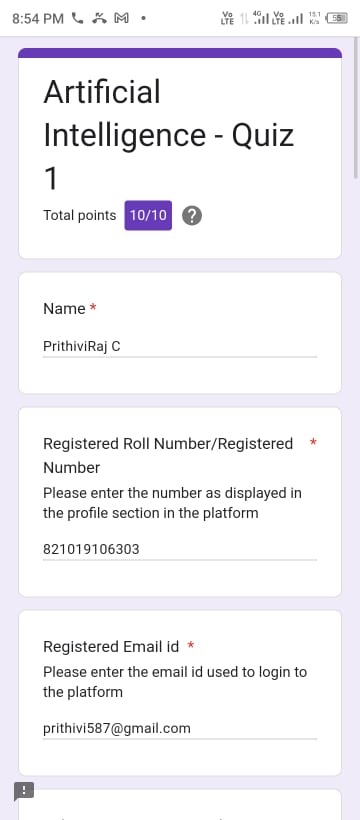 8:54 PM
Vo LTE 4G Vo LTE 15.1 K/s 55
Artificial
Intelligence - Quiz
1
Total points 10/10 ?
Name *
PrithiviRaj C
Registered Roll Number/Registered *
Number
Please enter the number as displayed in
the profile section in the platform
821019106303
Registered Email id *
Please enter the email id used to login to
the platform
prithivi587@gmail.com